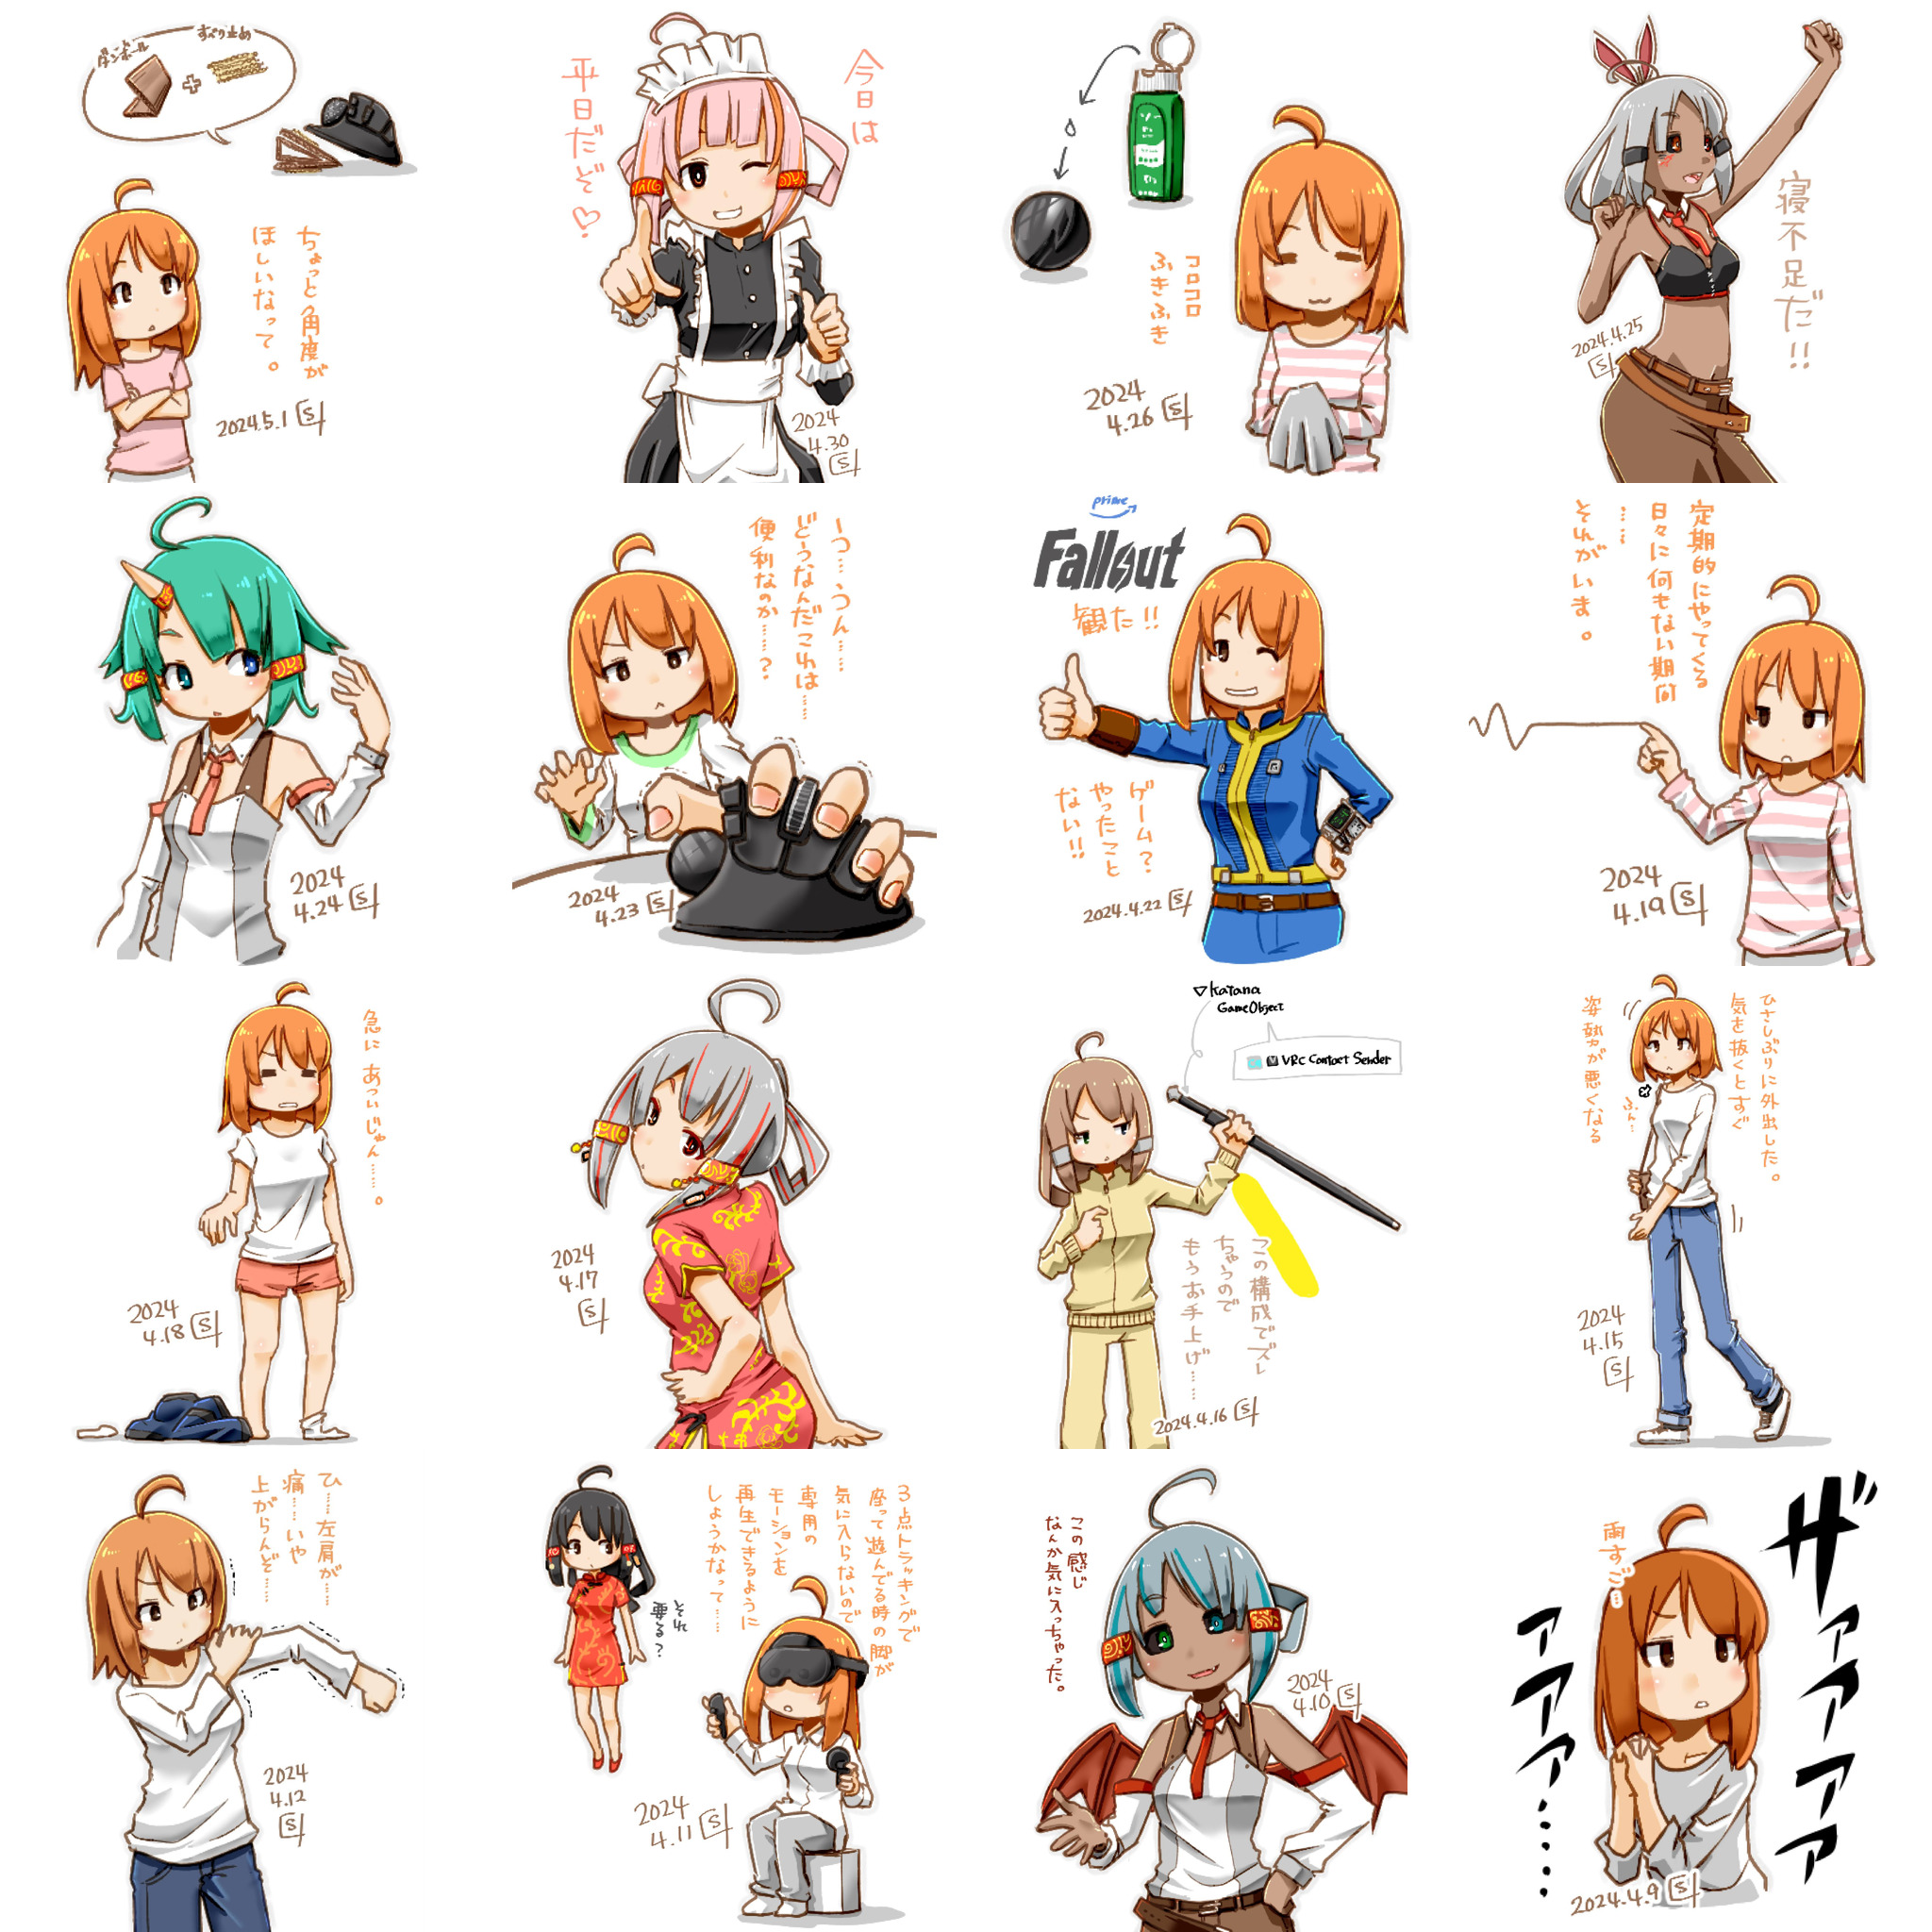 ダンボール
すべり止め
ちょっと角度が
ほしいなって。
2024.5.1
今日は
平日だぞ♡
2024
4.30
コロコロ
ふきふき
2024
4.26
寝不足だ!!
2024.4.25
2024
4.24
うーん……
どうなんだこれは……
便利なのか……?
2024
4.23
prime
Fallout
観た!!
ゲーム?
やったこと
ない!!
2024.4.22
定期的にやってくる
日々に何もない期間
……
それがいま。
2024
4.19
急に あっついじゃん……。
2024
4.18
2024
4.17
▽Katana
GameObject
VRC Contact Sender
この構成でズレ
ちゃうので
もうお手上げ……
2024.4.16
ひさしぶりに外出した。
気を抜くとすぐ
姿勢が悪くなる
ふん…
2024
4.15
ひ……左肩が…
痛……いや
上がらんぞ……
2024
4.12
3点トラッキングで
座って遊んでる時の脚が
気に入らないので
専用の
モーションを
再生できるように
しようかなって……
それ
要る?
2024
4.11
この感じ
なんか気に入っちゃった。
2024
4.10
ザァァァァ
ァァァァ……
雨すご…
2024.4.9